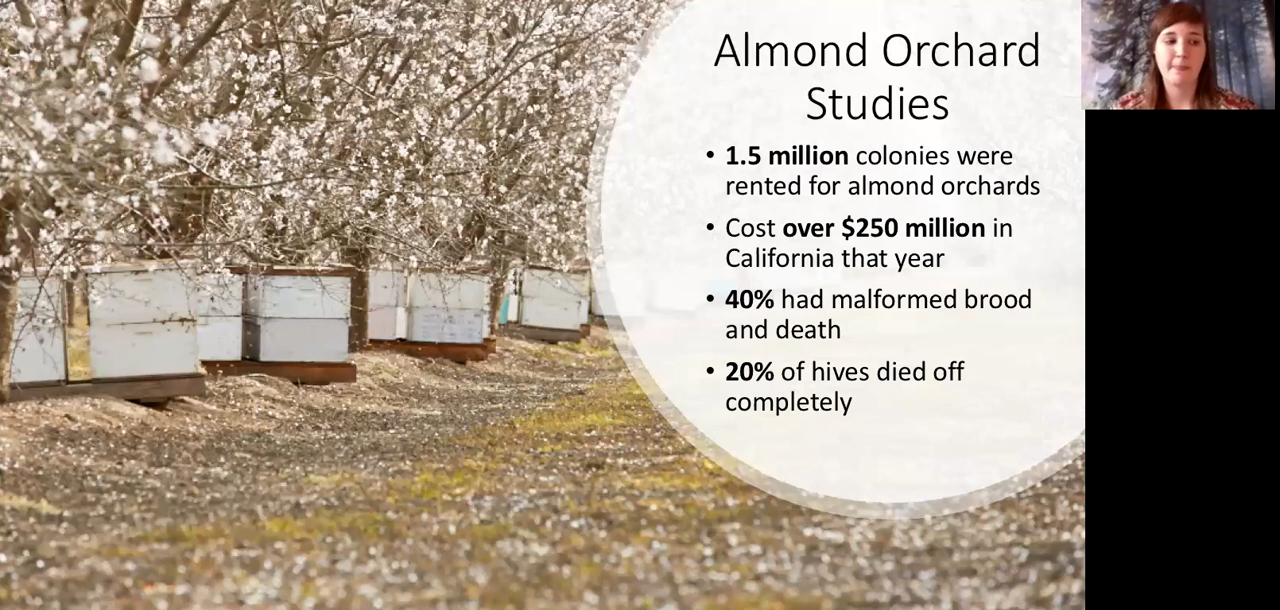 Almond Orchard
Studies
• 1.5 million colonies were
rented for almond orchards
• Cost over $250 million in
California that year
• 40% had malformed brood
and death
• 20% of hives died off
completely